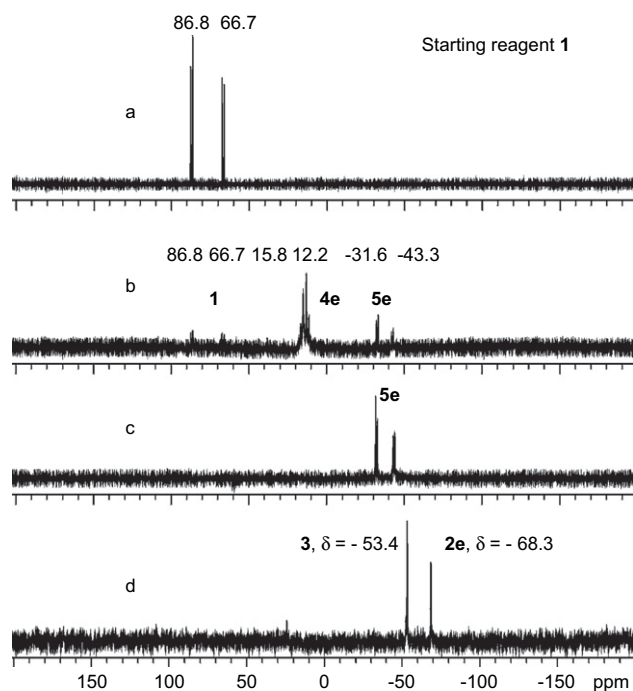 86.8 66.7
Starting reagent 1
a
86.8 66.7 15.8 12.2 -31.6 -43.3
b
1 4e 5e
5e
c
3, δ = - 53.4 2e, δ = - 68.3
d
150 100 50 0 -50 -100 -150 ppm